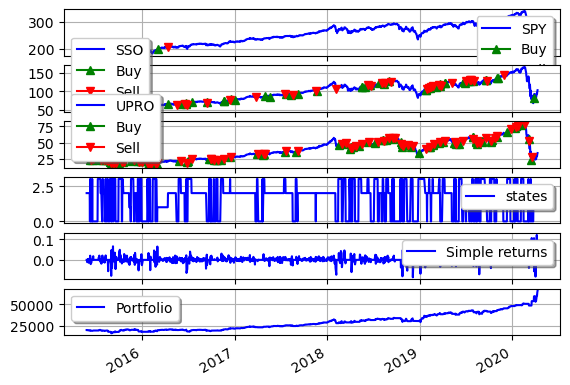 300
200
SPY
Buy
SSO
Buy
Sell
150
100
50
UPRO
Buy
Sell
75
50
25
2.5
0.0
states
0.1
0.0
Simple returns
50000
25000
Portfolio
2016 2017 2018 2019 2020